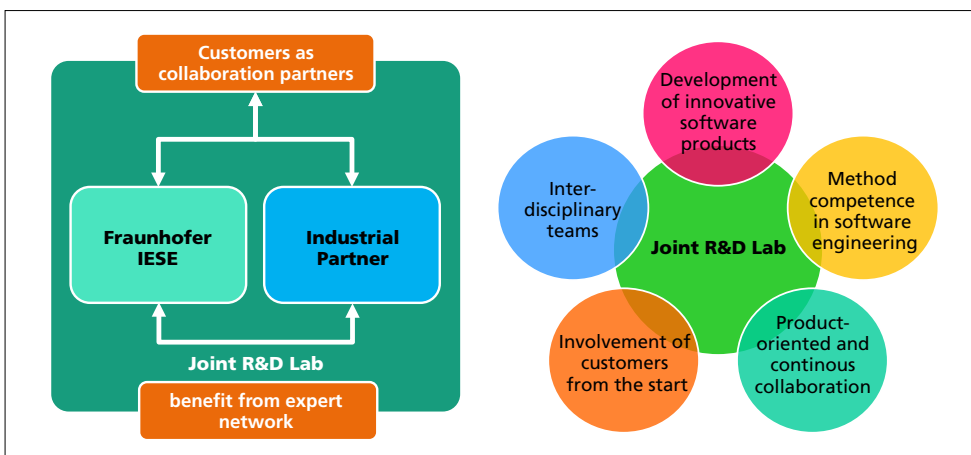 Customers as
collaboration partners
Fraunhofer
IESE
Industrial
Partner
Joint R&D Lab
benefit from expert
network
Development
of innovative
software
products
Inter-
disciplinary
teams
Method
competence
in software
engineering
Joint R&D Lab
Involvement of
customers
from the start
Product-
oriented and
continous
collaboration